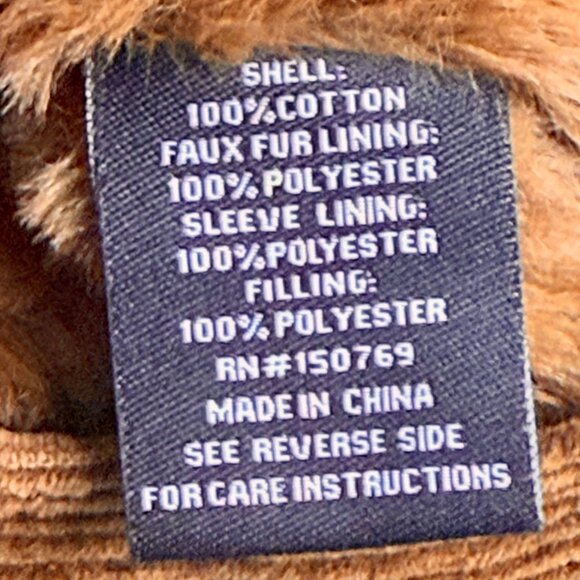 SHELL:
100%COTTON
FAUX FUR LINING:
100%POLYESTER
SLEEVE LINING:
100%POLYESTER
FILLING:
100%POLYESTER
RN#150769
MADE IN CHINA
SEE REVERSE SIDE
FOR CARE INSTRUCTIONS